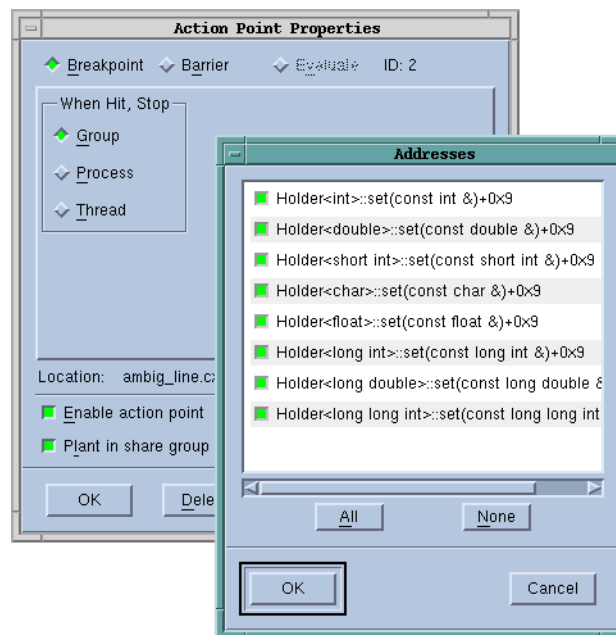 Action Point Properties
Breakpoint Barrier Evaluate ID: 2
When Hit, Stop
Group
Process
Thread
Location: ambig_line.cx
Enable action point
Plant in share group
OK Dele
Addresses
Holder<int>::set(const int &)+0x9
Holder<double>::set(const double &)+0x9
Holder<short int>::set(const short int &)+0x9
Holder<char>::set(const char &)+0x9
Holder<float>::set(const float &)+0x9
Holder<long int>::set(const long int &)+0x9
Holder<long double>::set(const long double &
Holder<long long int>::set(const long long int
All None
OK Cancel